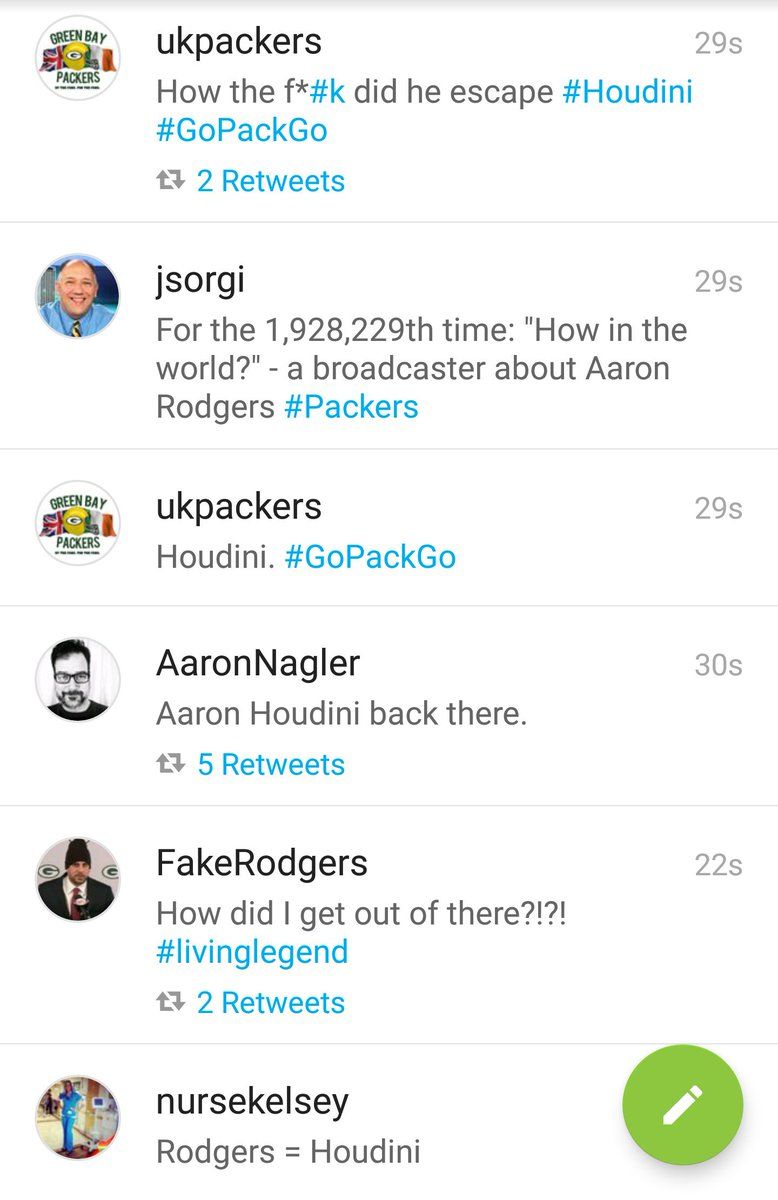 GREEN BAY
PACKERS
ukpackers
29s
How the f*#k did he escape #Houdini
#GoPackGo
2 Retweets
jsorgi
29s
For the 1,928,229th time: "How in the
world?" - a broadcaster about Aaron
Rodgers #Packers
GREEN BAY
PACKERS
ukpackers
29s
Houdini. #GoPackGo
AaronNagler
30s
Aaron Houdini back there.
5 Retweets
FakeRodgers
22s
How did I get out of there?!?!
#livinglegend
2 Retweets
nursekelsey
Rodgers = Houdini